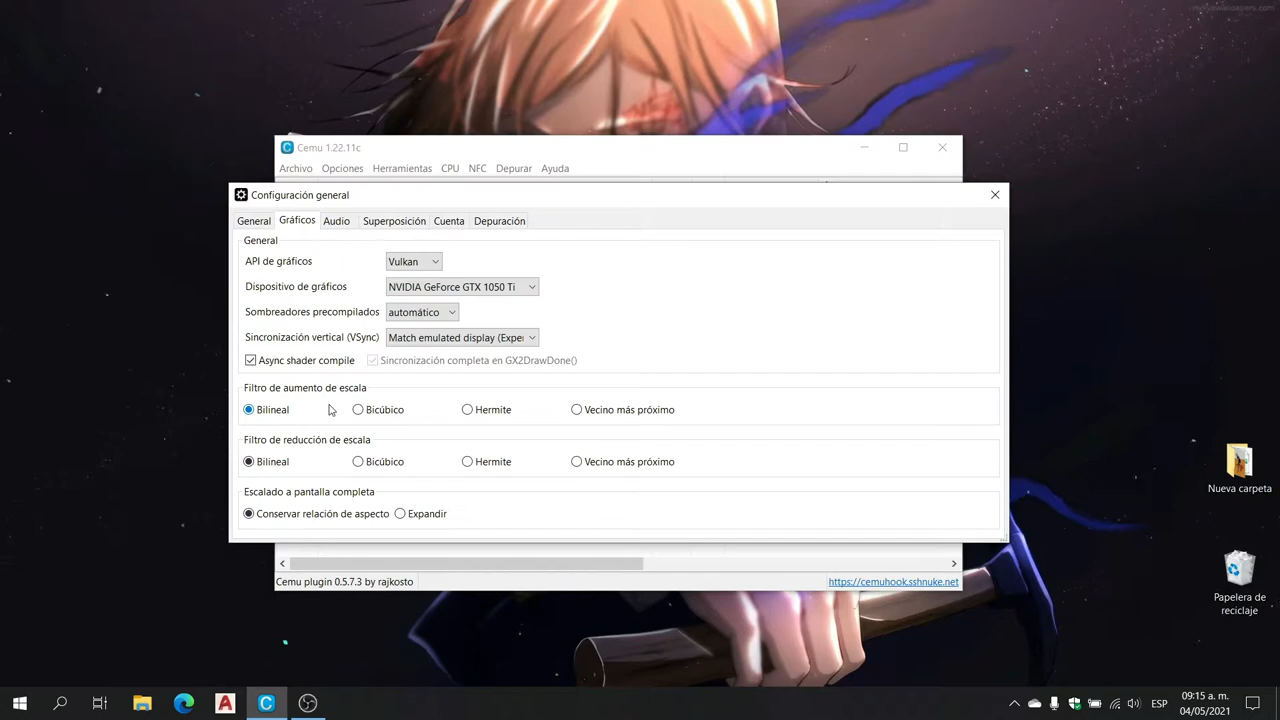 Cemu 1.22.11c
Archivo Opciones Herramientas CPU NFC Depurar Ayuda
Configuración general
General Gráficos Audio Superposición Cuenta Depuración
General
API de gráficos Vulkan
Dispositivo de gráficos NVIDIA GeForce GTX 1050 Ti
Sombreadores precompilados automático
Sincronización vertical (VSync) Match emulated display (Exper
Async shader compile Sincronización completa en GX2DrawDone()
Filtro de aumento de escala
Bilineal Bicúbico Hermite Vecino más próximo
Filtro de reducción de escala
Bilineal Bicúbico Hermite Vecino más próximo
Escalado a pantalla completa
Conservar relación de aspecto Expandir
Cemu plugin 0.5.7.3 by rajkosto https://cemuhook.sshnuke.net
Nueva carpeta
Papelera de
reciclaje
ESP
09:15 a. m.
04/05/2021